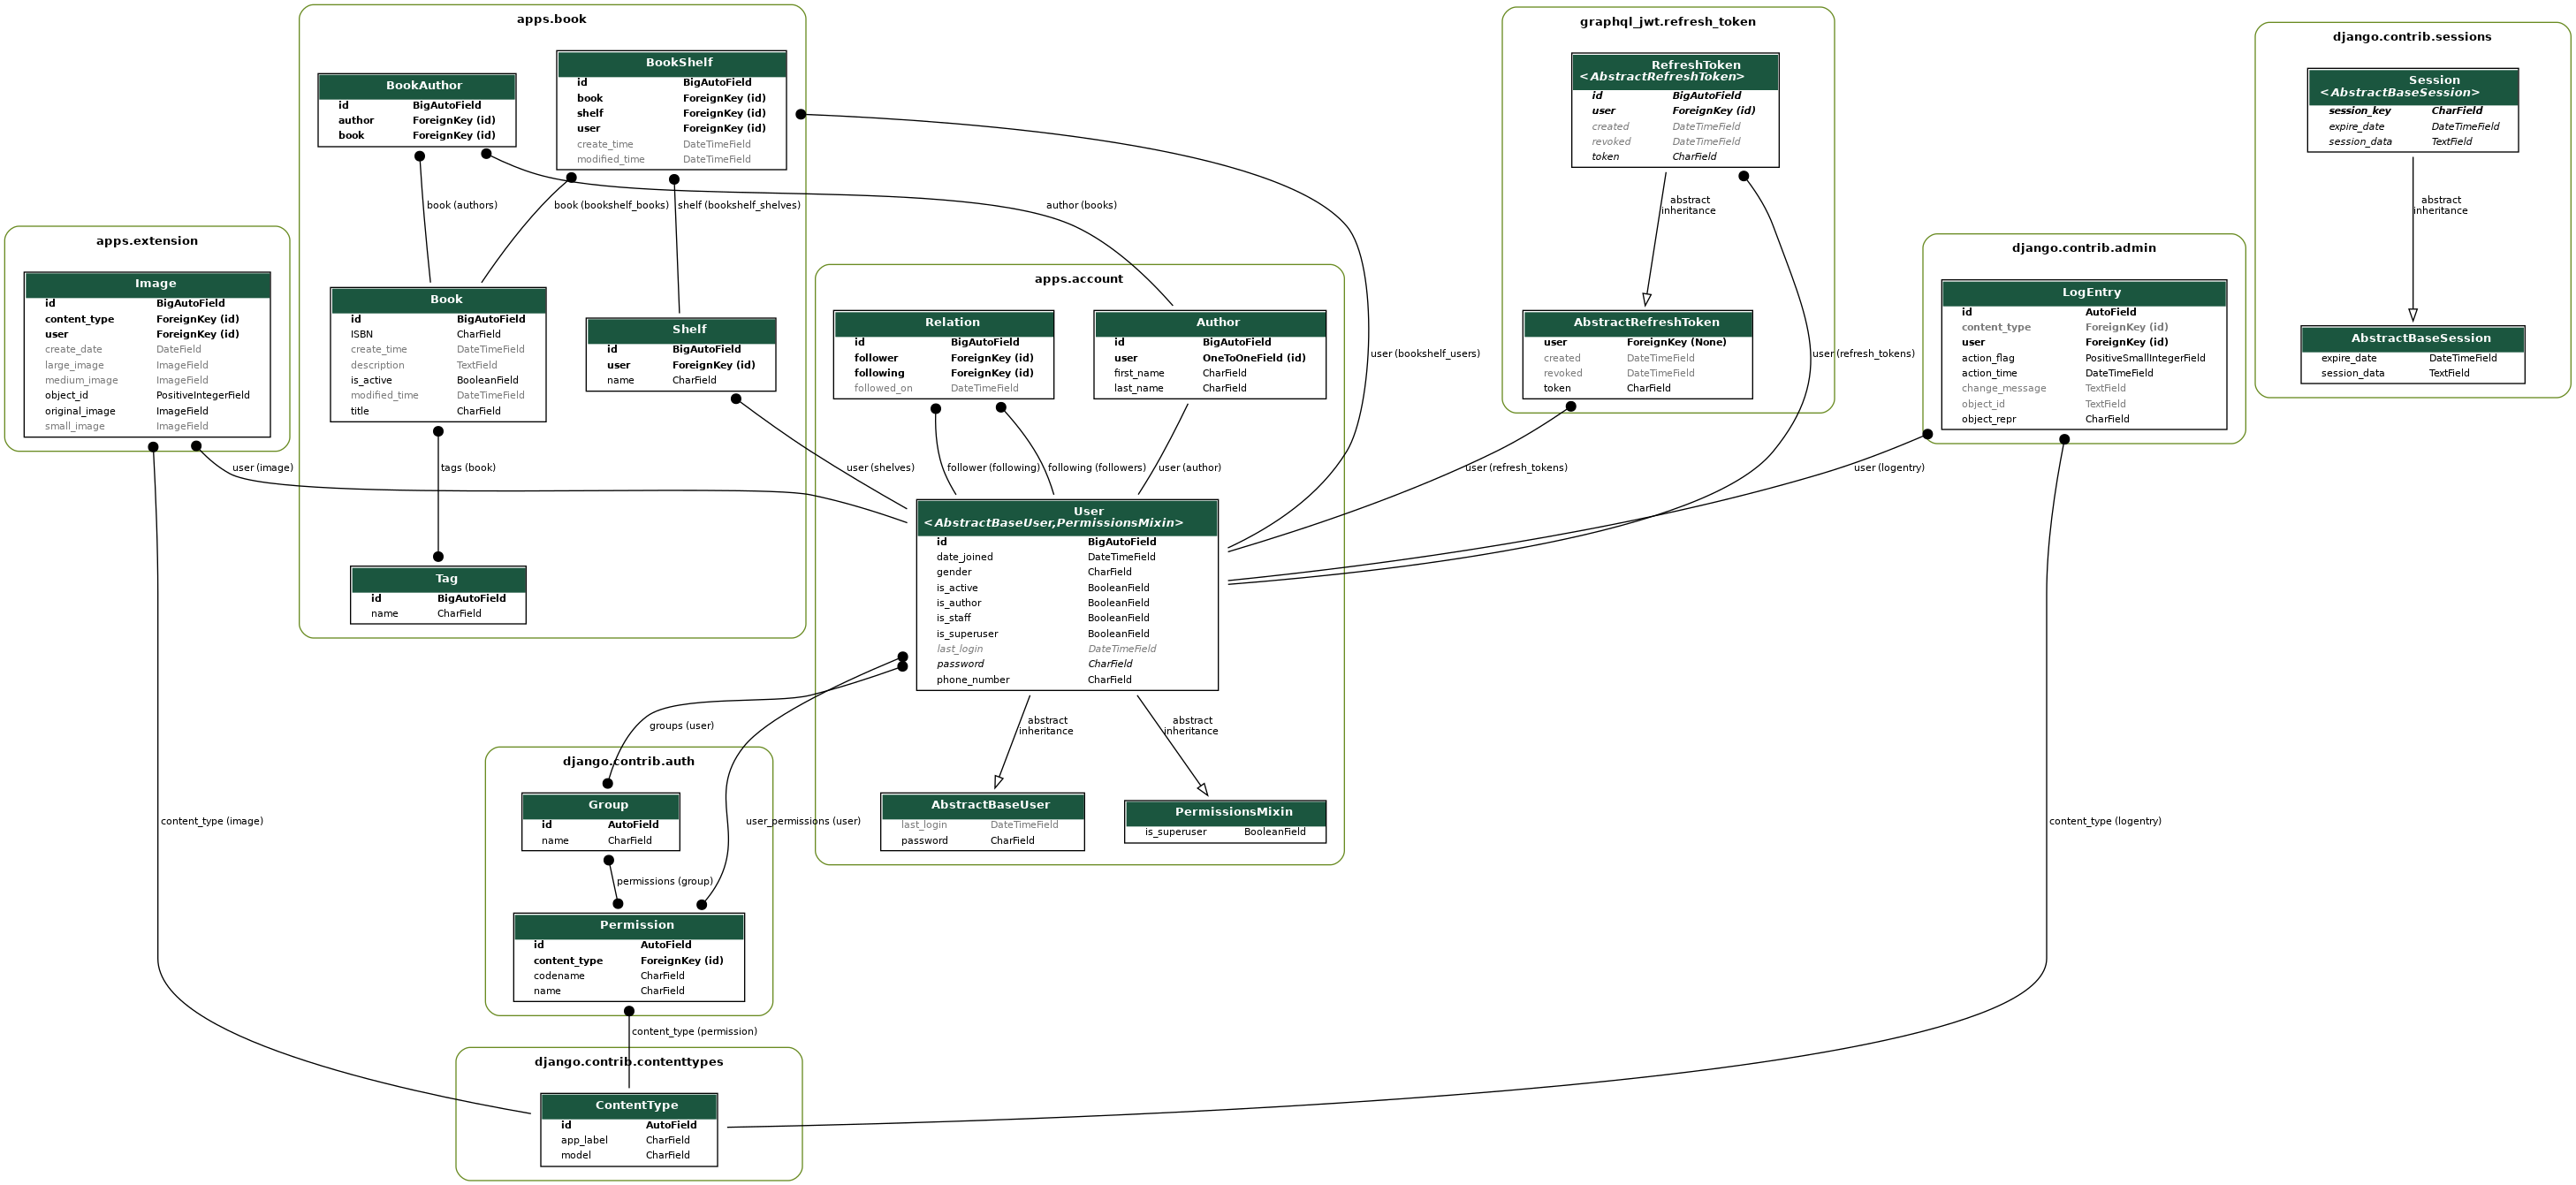 apps.book
BookAuthor
id BigAutoField
author ForeignKey (id)
book ForeignKey (id)
BookShelf
id BigAutoField
book ForeignKey (id)
shelf ForeignKey (id)
user ForeignKey (id)
create_time DateTimeField
modified_time DateTimeField
book (authors)
book (bookshelf_books)
shelf (bookshelf_shelves)
author (books)
Book
id BigAutoField
ISBN CharField
create_time DateTimeField
description TextField
is_active BooleanField
modified_time DateTimeField
title CharField
Shelf
id BigAutoField
user ForeignKey (id)
name CharField
tags (book)
Tag
id BigAutoField
name CharField
apps.extension
Image
id BigAutoField
content_type ForeignKey (id)
user ForeignKey (id)
create_date DateField
large_image ImageField
medium_image ImageField
object_id PositiveIntegerField
original_image ImageField
small_image ImageField
user (image)
content_type (image)
apps.account
Relation
id BigAutoField
follower ForeignKey (id)
following ForeignKey (id)
followed_on DateTimeField
Author
id BigAutoField
user OneToOneField (id)
first_name CharField
last_name CharField
user (shelves)
follower (following)
following (followers)
user (author)
user (bookshelf_users)
User
<AbstractBaseUser,PermissionsMixin>
id BigAutoField
date_joined DateTimeField
gender CharField
is_active BooleanField
is_author BooleanField
is_staff BooleanField
is_superuser BooleanField
last_login DateTimeField
password CharField
phone_number CharField
abstract
inheritance
abstract
inheritance
AbstractBaseUser
last_login DateTimeField
password CharField
PermissionsMixin
is_superuser BooleanField
graphql_jwt.refresh_token
RefreshToken
<AbstractRefreshToken>
id BigAutoField
user ForeignKey (id)
created DateTimeField
revoked DateTimeField
token CharField
abstract
inheritance
AbstractRefreshToken
user ForeignKey (None)
created DateTimeField
revoked DateTimeField
token CharField
user (refresh_tokens)
user (refresh_tokens)
django.contrib.admin
LogEntry
id AutoField
content_type ForeignKey (id)
user ForeignKey (id)
action_flag PositiveSmallIntegerField
action_time DateTimeField
change_message TextField
object_id TextField
object_repr CharField
user (logentry)
content_type (logentry)
django.contrib.sessions
Session
<AbstractBaseSession>
session_key CharField
expire_date DateTimeField
session_data TextField
abstract
inheritance
AbstractBaseSession
expire_date DateTimeField
session_data TextField
groups (user)
user_permissions (user)
django.contrib.auth
Group
id AutoField
name CharField
permissions (group)
Permission
id AutoField
content_type ForeignKey (id)
codename CharField
name CharField
content_type (permission)
django.contrib.contenttypes
ContentType
id AutoField
app_label CharField
model CharField